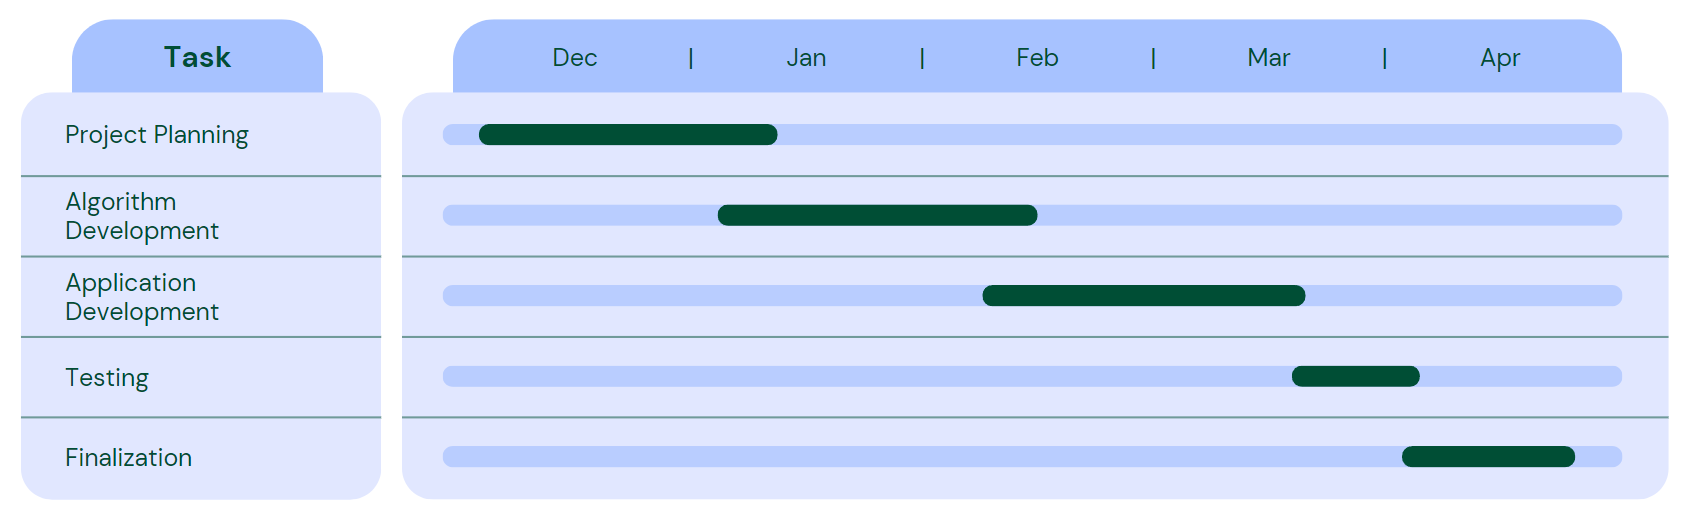 Task
Dec | Jan | Feb | Mar | Apr
Project Planning
Algorithm
Development
Application
Development
Testing
Finalization